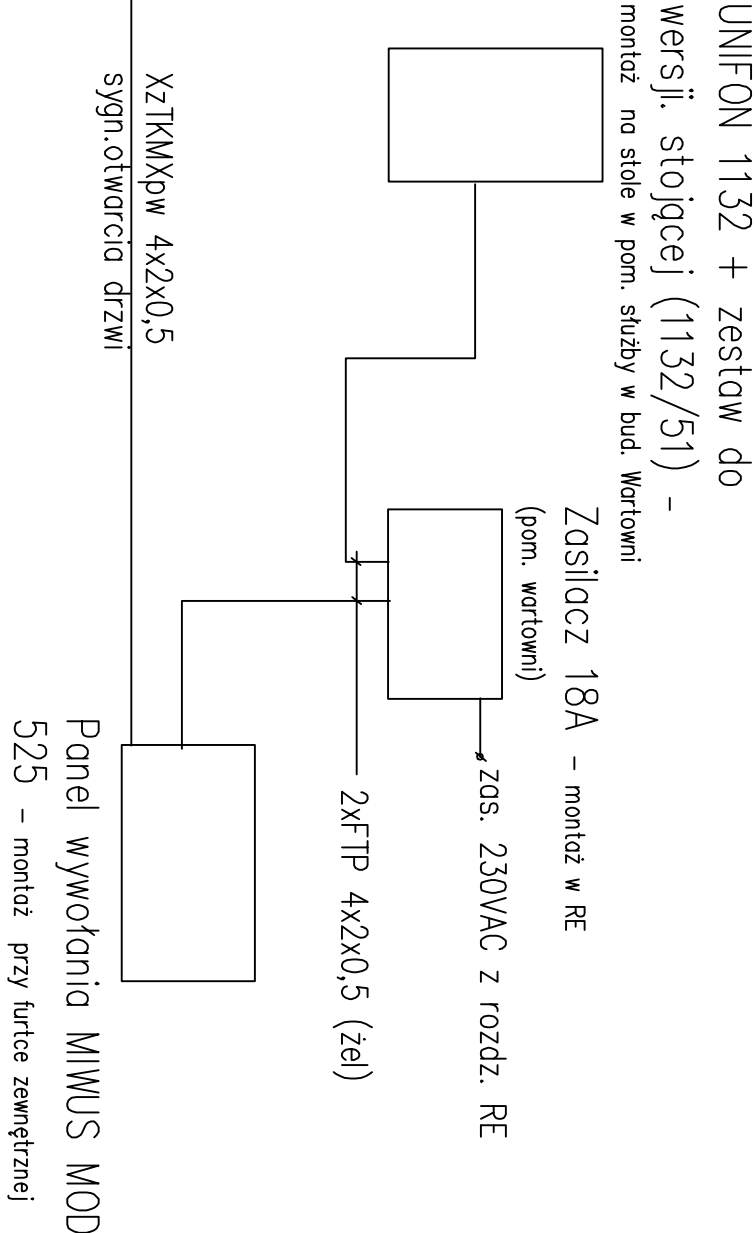 UNIFON 1132 + zestaw do
wersji. stojącej (1132/51) -
montaż na stole w pom. służby w bud. Wartowni
Zasilacz 18A - montaż w RE
(pom. wartowni)
zas. 230VAC z rozdz. RE
2xFTP 4x2x0,5 (żel)
XzTKMXpw 4x2x0,5
sygn.otwarcia drzwi
Panel wywołania MIWUS MOD
525 - montaż przy furtce zewnętrznej